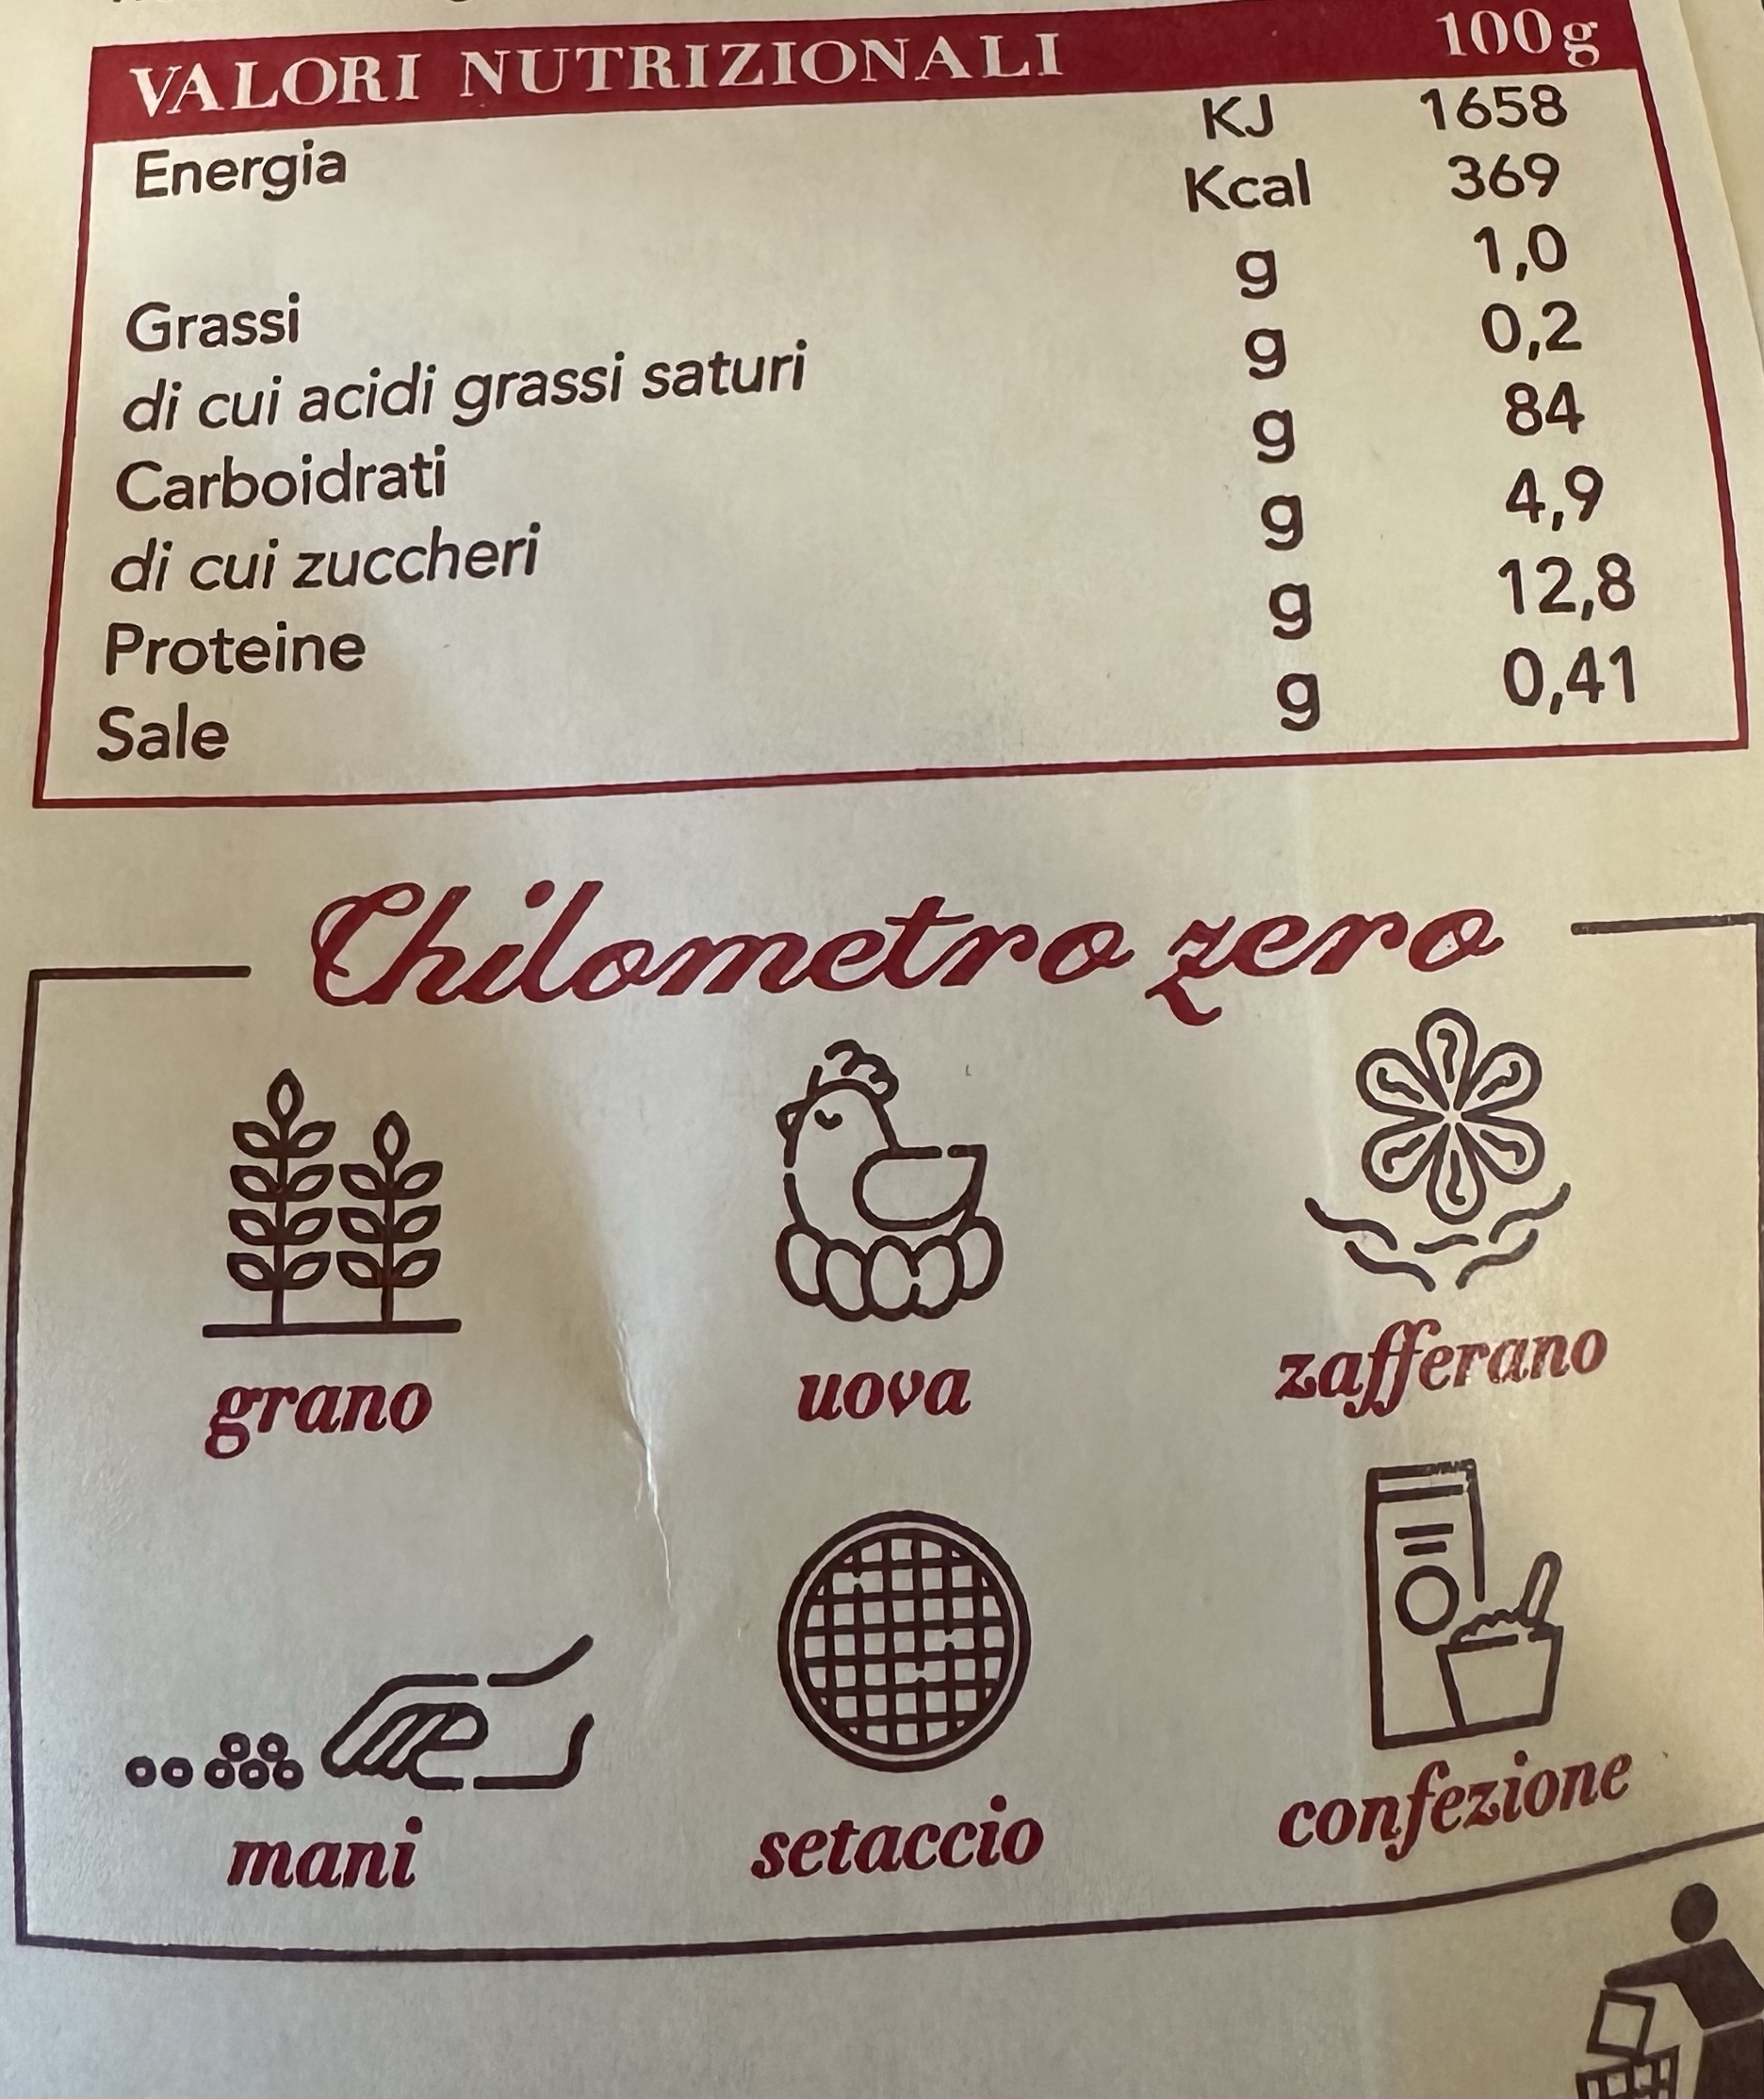 VALORI NUTRIZIONALI 100g
Energia KJ 1658
Kcal 369
Grassi g 1,0
di cui acidi grassi saturi g 0,2
Carboidrati g 84
di cui zuccheri g 4,9
Proteine g 12,8
Sale g 0,41
Chilometro zero
grano uova zafferano
mani setaccio confezione